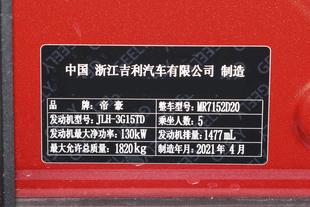 中国 浙江吉利汽车有限公司 制造
品牌 帝豪 整车型号 MR7152D20
发动机型号 JLH-3G15TD 乘坐人数 5
发动机最大净功率 130kW 发动机排量 1477mL
最大允许总质量 1820kg 制造年月 2021年4月
GEELY
GEELY